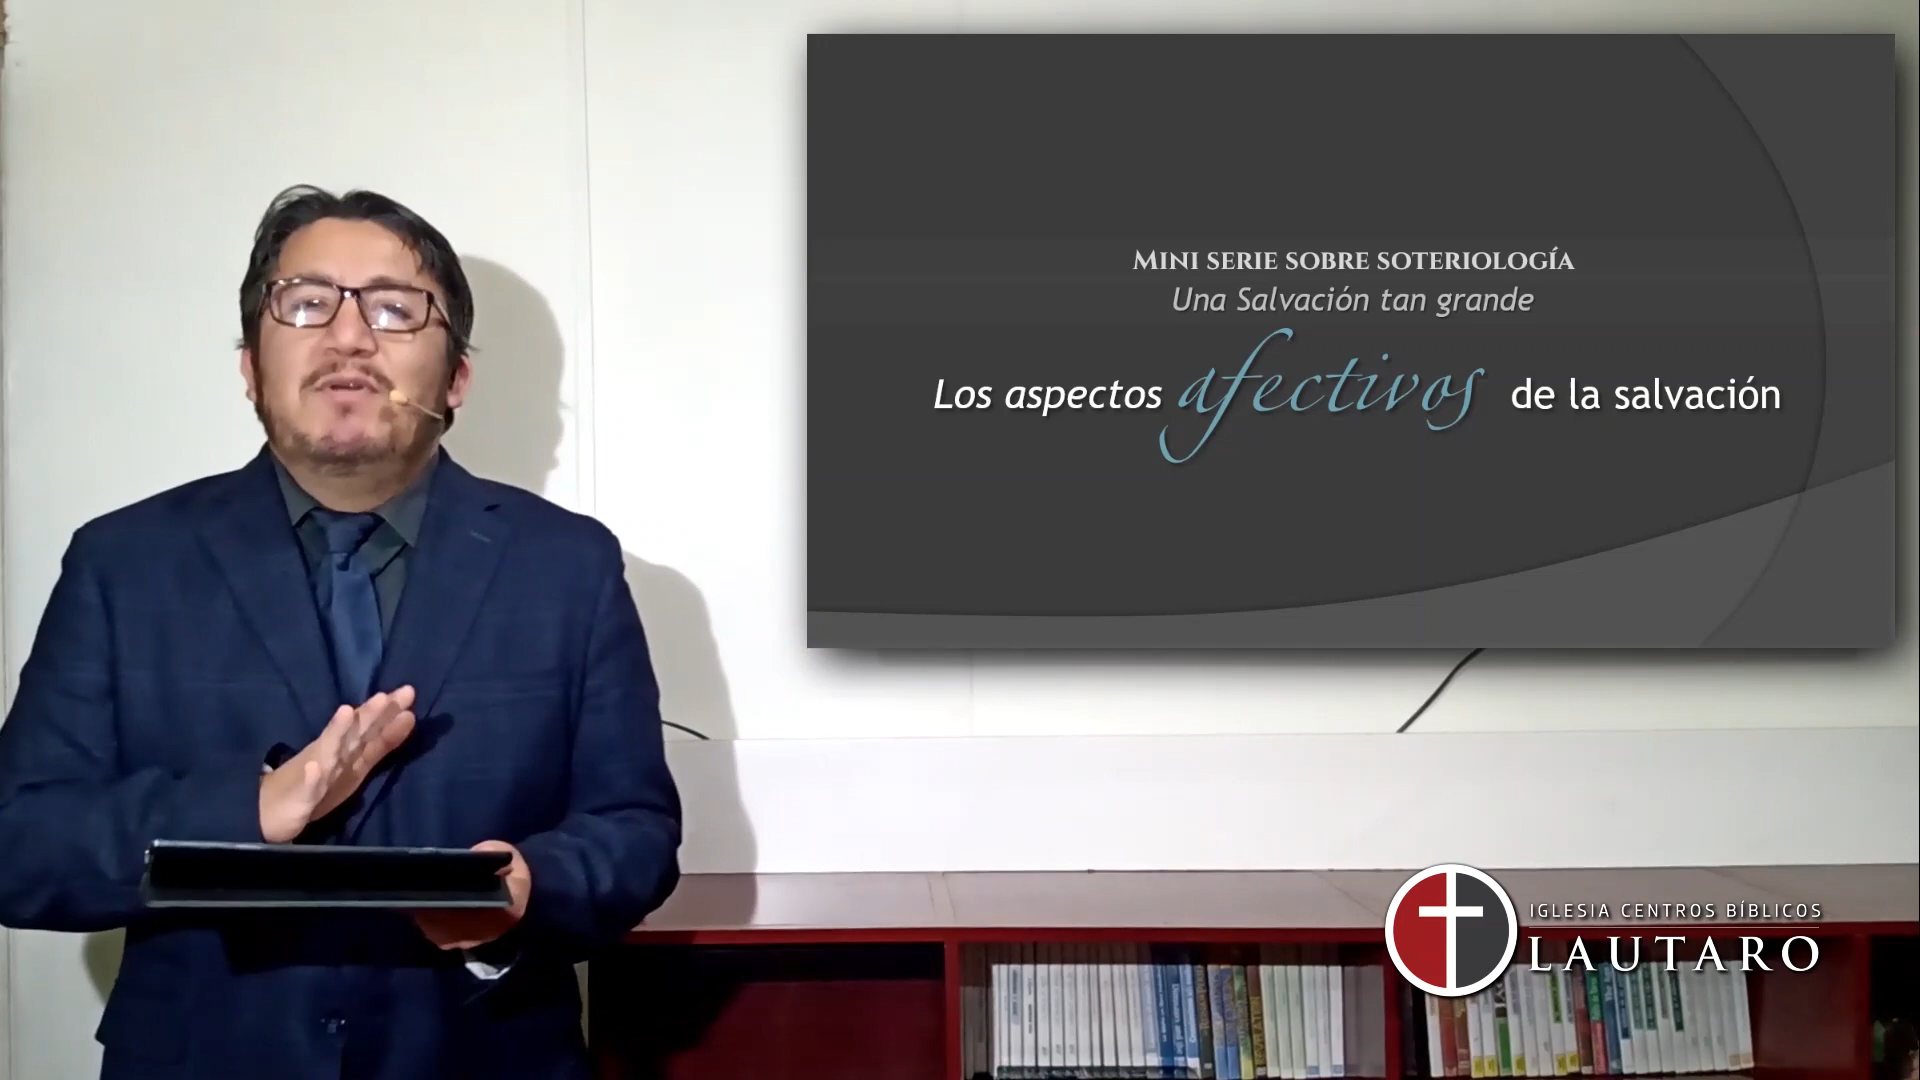 MINI SERIE SOBRE SOTERIOLOGÍA
Una Salvación tan grande
Los aspectos afectivos de la salvación
IGLESIA CENTROS BÍBLICOS
LAUTARO